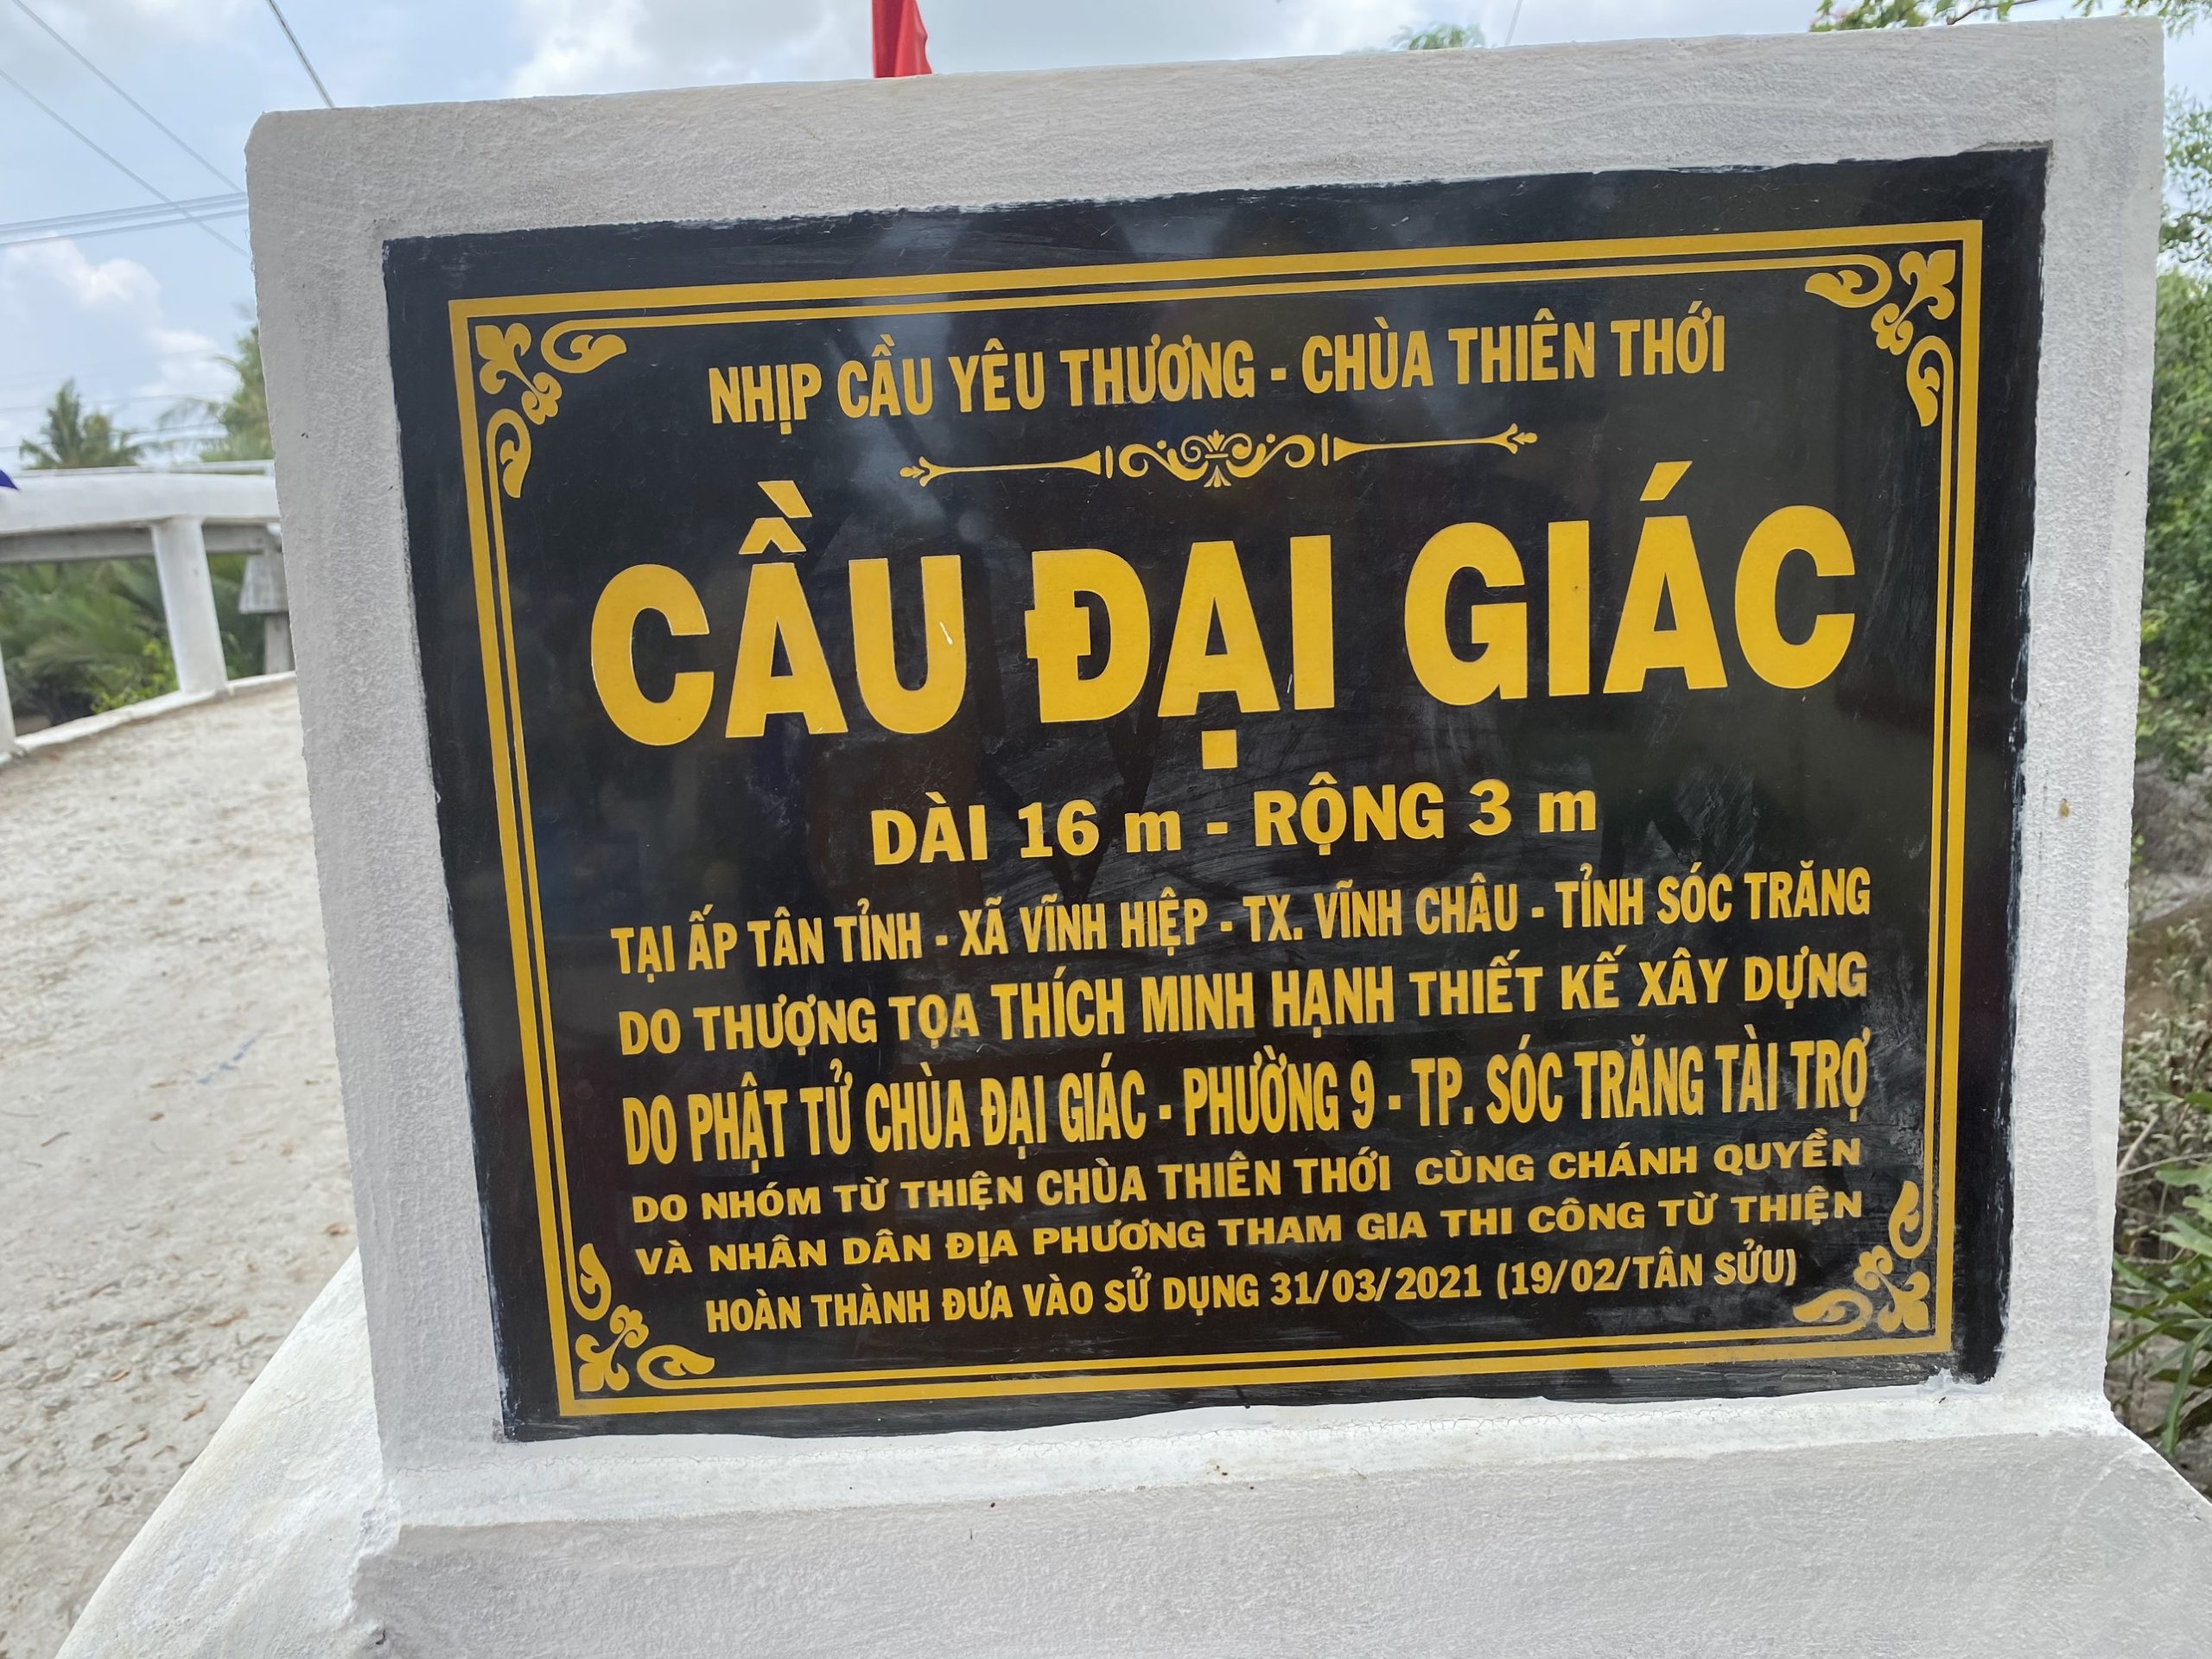 NHỊP CẦU YÊU THƯƠNG - CHÙA THIÊN THỚI
CẦU ĐẠI GIÁC
DÀI 16 m - RỘNG 3 m
TẠI ẤP TÂN TỈNH - XÃ VĨNH HIỆP - TX. VĨNH CHÂU - TỈNH SÓC TRĂNG
DO THƯỢNG TỌA THÍCH MINH HẠNH THIẾT KẾ XÂY DỰNG
DO PHẬT TỬ CHÙA ĐẠI GIÁC - PHƯỜNG 9 - TP. SÓC TRĂNG TÀI TRỢ
DO NHÓM TỪ THIỆN CHÙA THIÊN THỚI CÙNG CHÁNH QUYỀN
VÀ NHÂN DÂN ĐỊA PHƯƠNG THAM GIA THI CÔNG TỪ THIỆN
HOÀN THÀNH ĐƯA VÀO SỬ DỤNG 31/03/2021 (19/02/TÂN SỬU)